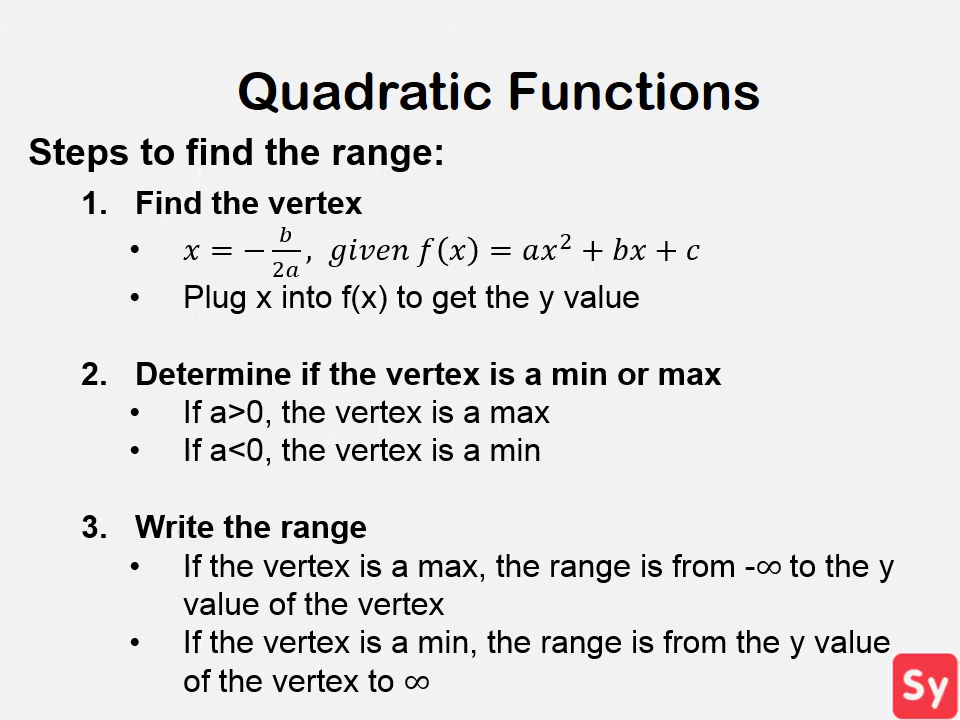 Quadratic Functions
Steps to find the range:
1. Find the vertex
• x = − b/2a, given f(x) = ax² + bx + c
• Plug x into f(x) to get the y value
2. Determine if the vertex is a min or max
• If a>0, the vertex is a max
• If a<0, the vertex is a min
3. Write the range
• If the vertex is a max, the range is from -∞ to the y
value of the vertex
• If the vertex is a min, the range is from the y value
of the vertex to ∞
Sy